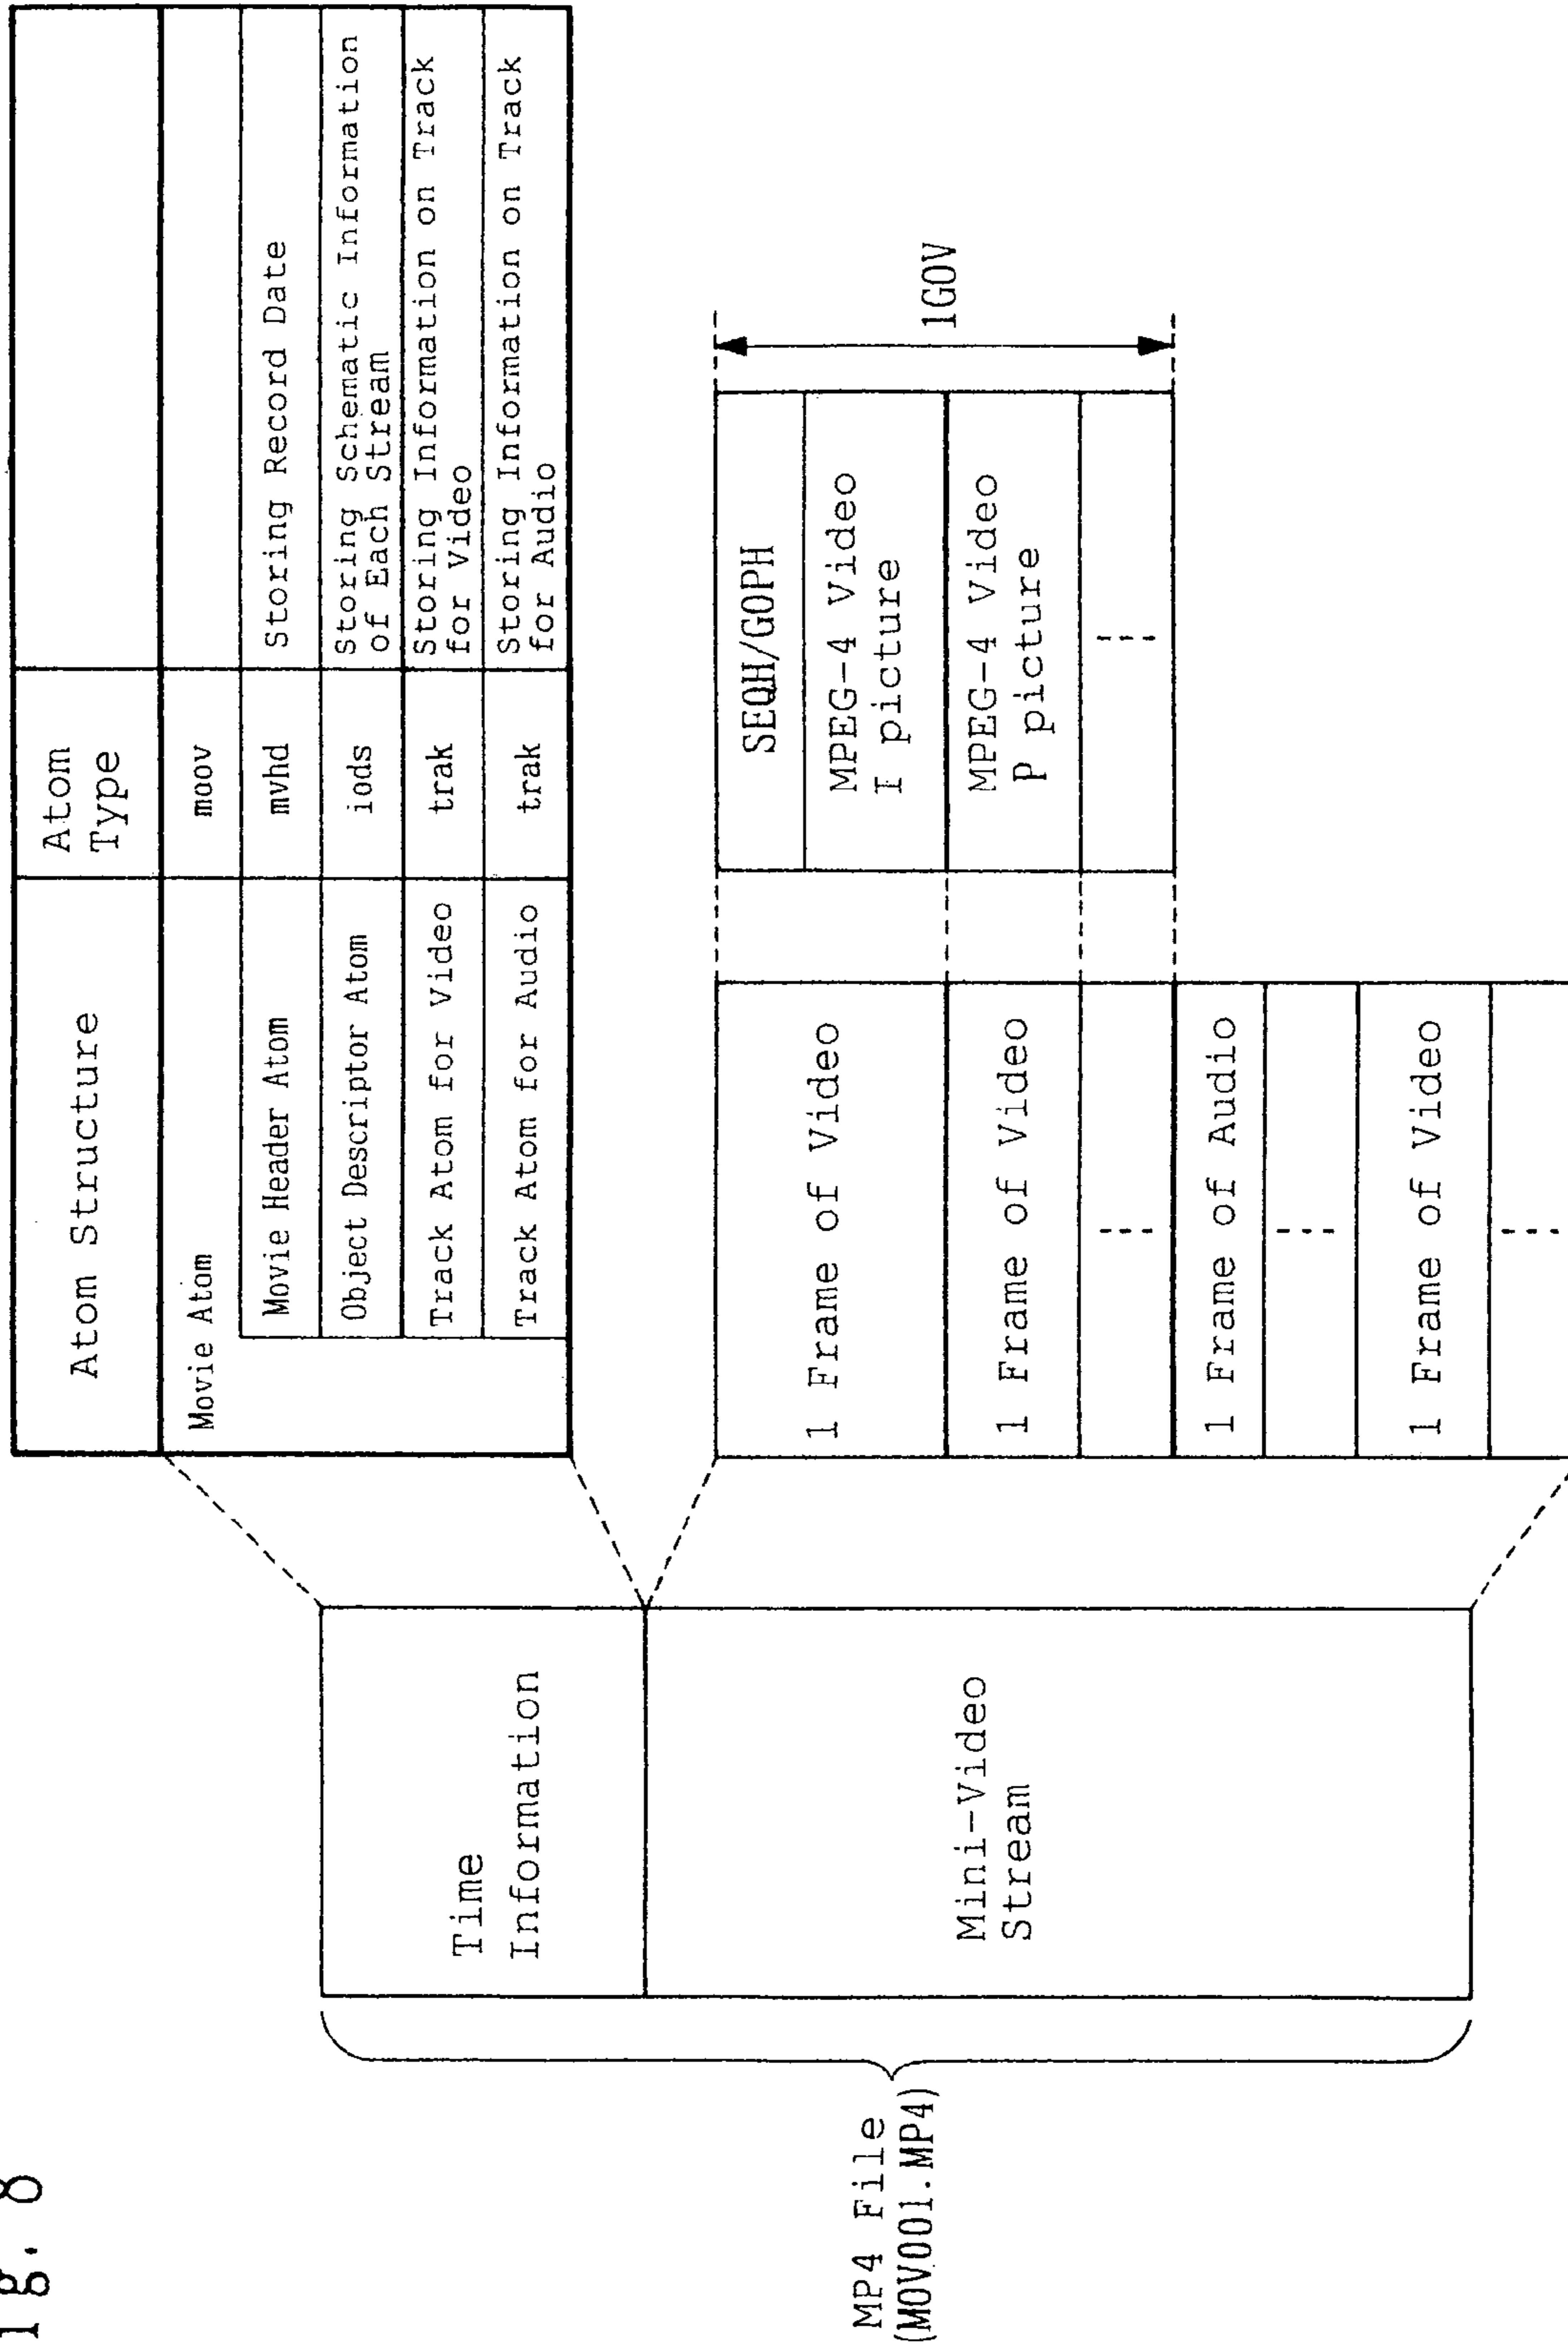 ig. 8
MP4 File
(MOV001.MP4)
Time
Information
Mini-Video
Stream
Atom Structure
Atom
Type
Movie Atom
moov
Movie Header Atom
mvhd
Storing Record Date
Object Descriptor Atom
iods
Storing Schematic Information
of Each Stream
Track Atom for Video
trak
Storing Information on Track
for Video
Track Atom for Audio
trak
Storing Information on Track
for Audio
1 Frame of Video
1 Frame of Video
1 Frame of Audio
1 Frame of Video
SEQH/GOPH
MPEG-4 Video
I picture
MPEG-4 Video
P picture
1GOV